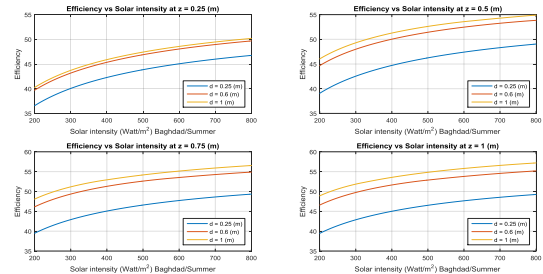 Efficiency vs Solar intensity at z = 0.25 (m)
55
50
45
40
35
Efficiency
200 300 400 500 600 700 800
Solar intensity (Watt/m²) Baghdad/Summer
d = 0.25 (m)
d = 0.6 (m)
d = 1 (m)
Efficiency vs Solar intensity at z = 0.5 (m)
55
50
45
40
35
Efficiency
200 300 400 500 600 700 800
Solar intensity (Watt/m²) Baghdad/Summer
d = 0.25 (m)
d = 0.6 (m)
d = 1 (m)
Efficiency vs Solar intensity at z = 0.75 (m)
60
55
50
45
40
35
Efficiency
200 300 400 500 600 700 800
Solar intensity (Watt/m²) Baghdad/Summer
d = 0.25 (m)
d = 0.6 (m)
d = 1 (m)
Efficiency vs Solar intensity at z = 1 (m)
60
55
50
45
40
35
Efficiency
200 300 400 500 600 700 800
Solar intensity (Watt/m²) Baghdad/Summer
d = 0.25 (m)
d = 0.6 (m)
d = 1 (m)